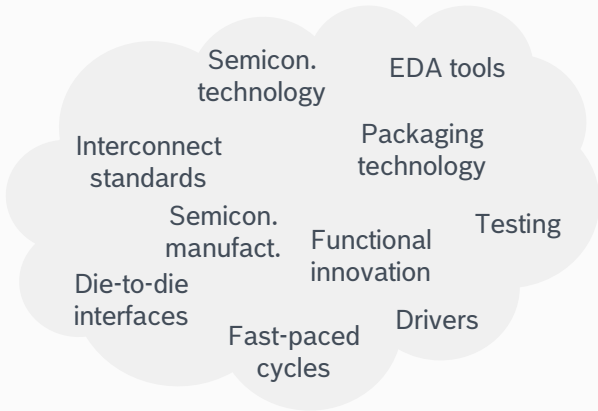 Semicon.
technology
EDA tools
Interconnect
standards
Packaging
technology
Semicon.
manufact.
Functional
innovation
Testing
Die-to-die
interfaces
Fast-paced
cycles
Drivers